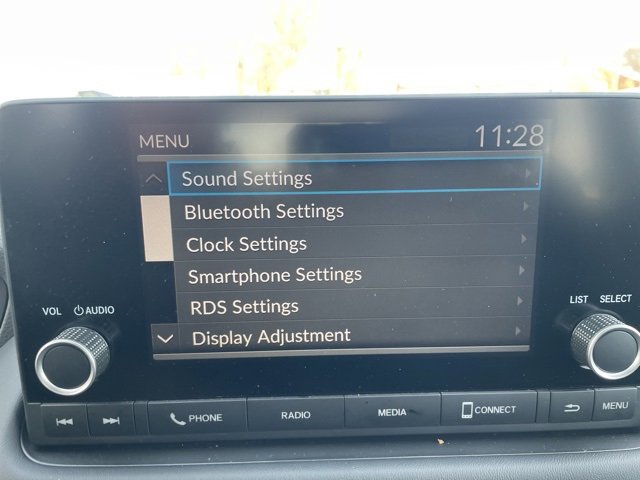 MENU 11:28
Sound Settings
Bluetooth Settings
Clock Settings
Smartphone Settings
RDS Settings
Display Adjustment
VOL AUDIO
LIST SELECT
PHONE RADIO MEDIA CONNECT MENU